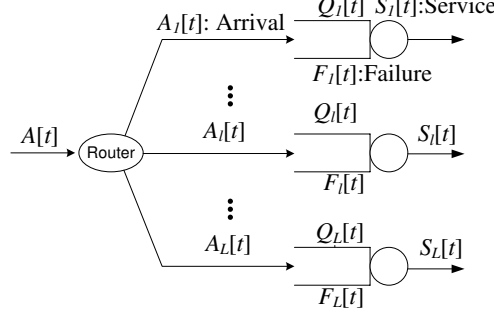 Q1[t] S1[t]:Service
A1[t]: Arrival
F1[t]:Failure
A[t]
Router
Al[t]
Ql[t]
Sl[t]
Fl[t]
AL[t]
QL[t]
SL[t]
FL[t]